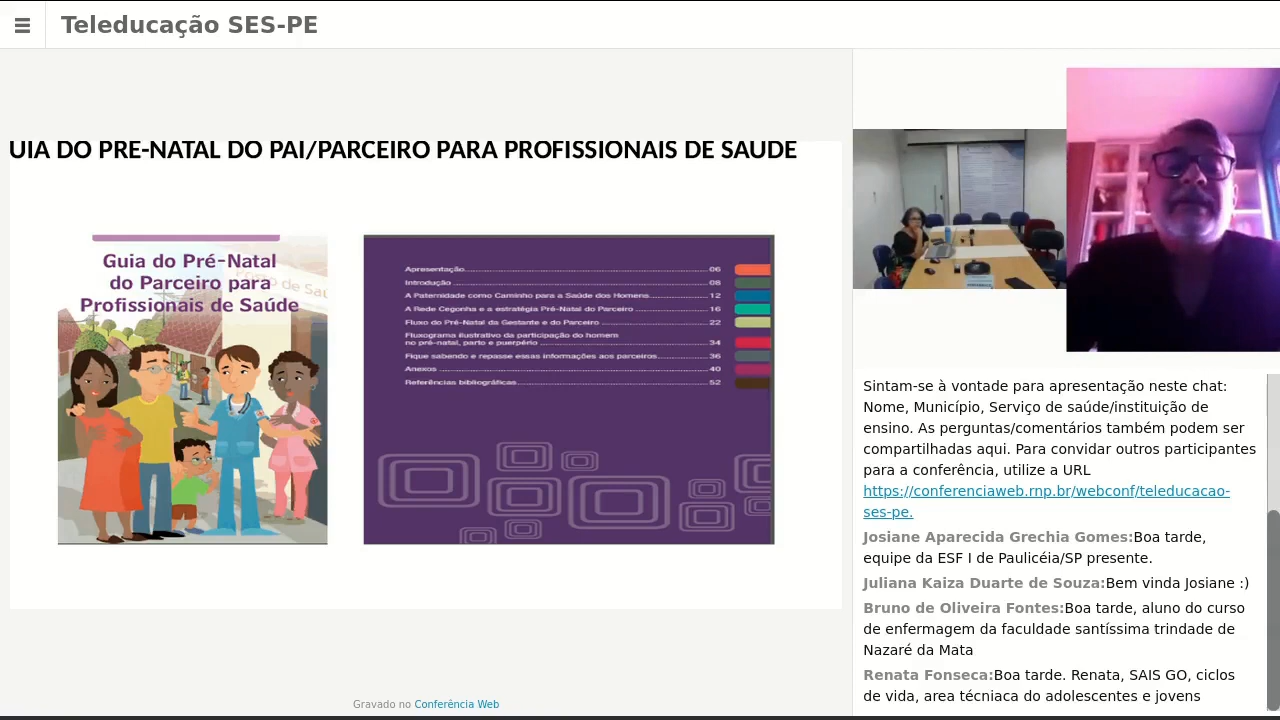 Teleducação SES-PE
UIA DO PRE-NATAL DO PAI/PARCEIRO PARA PROFISSIONAIS DE SAUDE
Guia do Pré-Natal
do Parceiro para
Profissionais de Saúde
Apresentação 06
Introdução 08
A Paternidade como Caminho para a Saúde dos Homens 12
A Rede Cegonha e a estratégia Pré-Natal do Parceiro 16
Fluxo do Pré-Natal da Gestante e do Parceiro 22
Fluxograma ilustrativo da participação do homem
no pré-natal, parto e puerpério 34
Fique sabendo e repasse essas informações aos parceiros 36
Anexos 40
Referências bibliográficas 52
Sintam-se à vontade para apresentação neste chat:
Nome, Município, Serviço de saúde/instituição de
ensino. As perguntas/comentários também podem ser
compartilhadas aqui. Para convidar outros participantes
para a conferência, utilize a URL
https://conferenciaweb.rnp.br/webconf/teleducacao-
ses-pe.
Josiane Aparecida Grechia Gomes:Boa tarde,
equipe da ESF I de Paulicéia/SP presente.
Juliana Kaiza Duarte de Souza:Bem vinda Josiane :)
Bruno de Oliveira Fontes:Boa tarde, aluno do curso
de enfermagem da faculdade santíssima trindade de
Nazaré da Mata
Renata Fonseca:Boa tarde. Renata, SAIS GO, ciclos
de vida, area técniaca do adolescentes e jovens
Gravado no Conferência Web